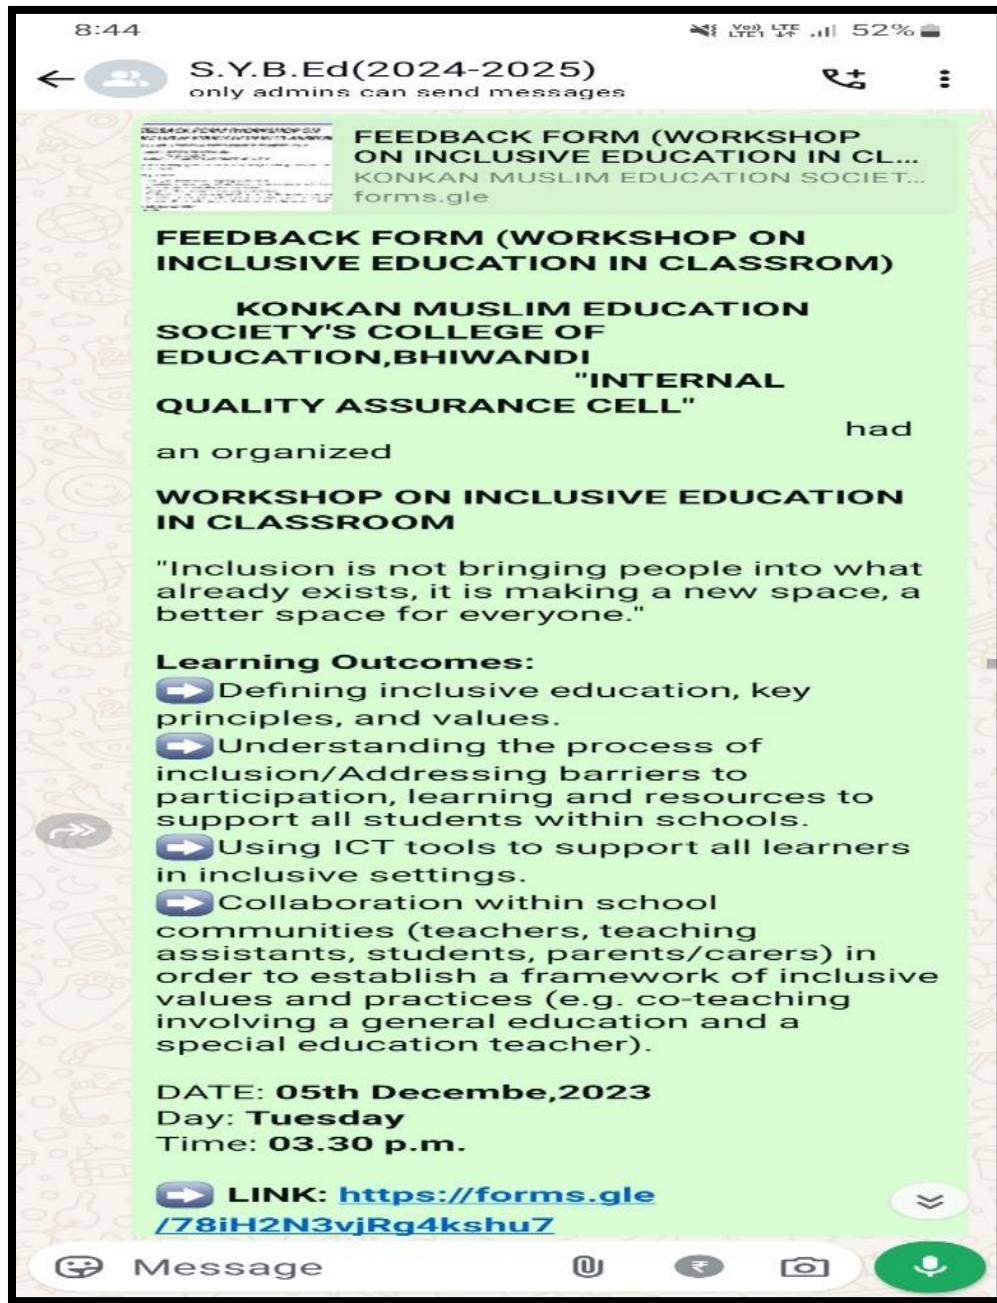 8:44
Vo)) LTE LTE1 52%
S.Y.B.Ed(2024-2025)
only admins can send messages
FEEDBACK FORM (WORKSHOP
ON INCLUSIVE EDUCATION IN CL...
KONKAN MUSLIM EDUCATION SOCIET...
forms.gle
FEEDBACK FORM (WORKSHOP ON
INCLUSIVE EDUCATION IN CLASSROM)
KONKAN MUSLIM EDUCATION
SOCIETY'S COLLEGE OF
EDUCATION,BHIWANDI
"INTERNAL
QUALITY ASSURANCE CELL"
had
an organized
WORKSHOP ON INCLUSIVE EDUCATION
IN CLASSROOM
"Inclusion is not bringing people into what
already exists, it is making a new space, a
better space for everyone."
Learning Outcomes:
➡Defining inclusive education, key
principles, and values.
➡Understanding the process of
inclusion/Addressing barriers to
participation, learning and resources to
support all students within schools.
➡Using ICT tools to support all learners
in inclusive settings.
➡Collaboration within school
communities (teachers, teaching
assistants, students, parents/carers) in
order to establish a framework of inclusive
values and practices (e.g. co-teaching
involving a general education and a
special education teacher).
DATE: 05th Decembe,2023
Day: Tuesday
Time: 03.30 p.m.
➡ LINK: https://forms.gle
/78iH2N3vjRg4kshu7
Message
₹